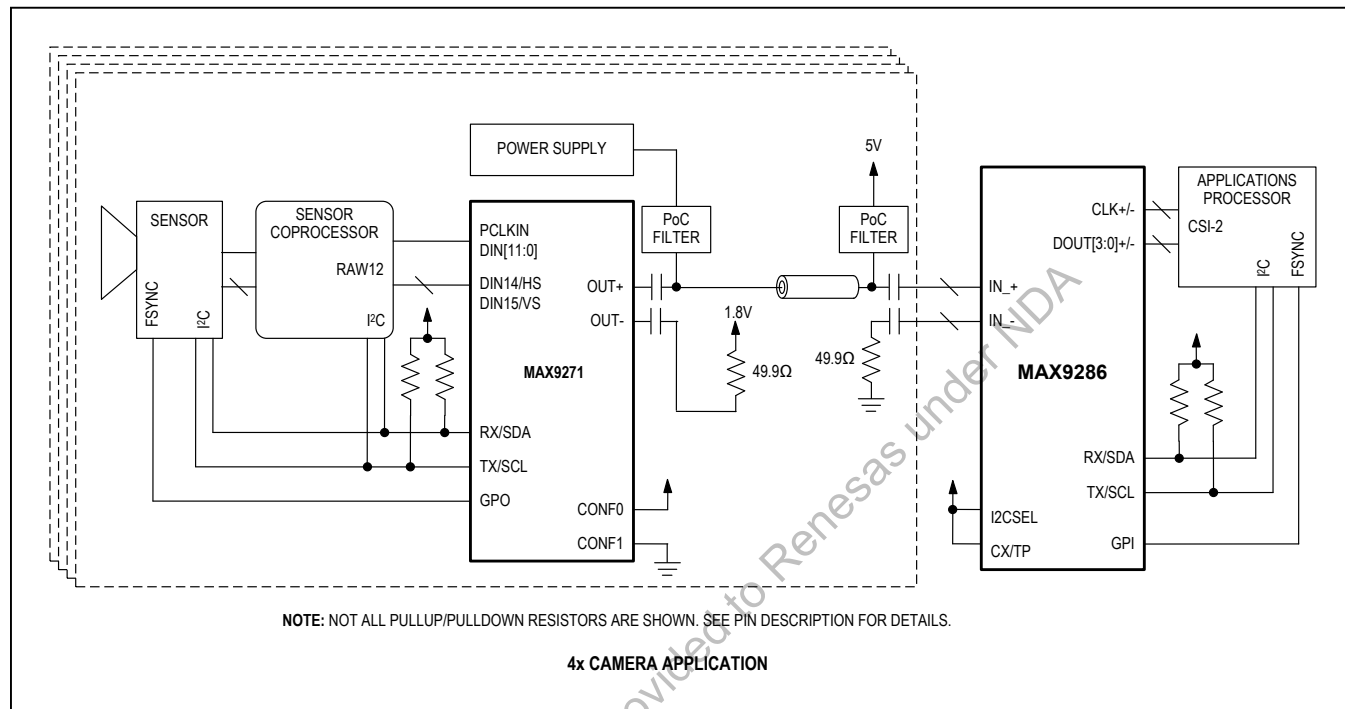 POWER SUPPLY
5V
SENSOR
FSYNC
I²C
SENSOR
COPROCESSOR
RAW12
I²C
PCLKIN
DIN[11:0]
DIN14/HS
DIN15/VS
OUT+
OUT-
MAX9271
RX/SDA
TX/SCL
GPO
CONF0
CONF1
PoC
FILTER
1.8V
49.9Ω
PoC
FILTER
49.9Ω
IN_+
IN_-
MAX9286
CLK+/-
DOUT[3:0]+/-
RX/SDA
TX/SCL
I2CSEL
CX/TP
GPI
APPLICATIONS
PROCESSOR
CSI-2
I²C
FSYNC
NOTE: NOT ALL PULLUP/PULLDOWN RESISTORS ARE SHOWN. SEE PIN DESCRIPTION FOR DETAILS.
4x CAMERA APPLICATION
to Renesas under NDA